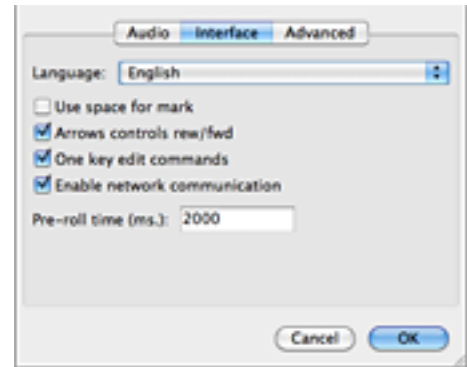 Audio Interface Advanced
Language: English
Use space for mark
Arrows controls rew/fwd
One key edit commands
Enable network communication
Pre-roll time (ms.): 2000
Cancel OK